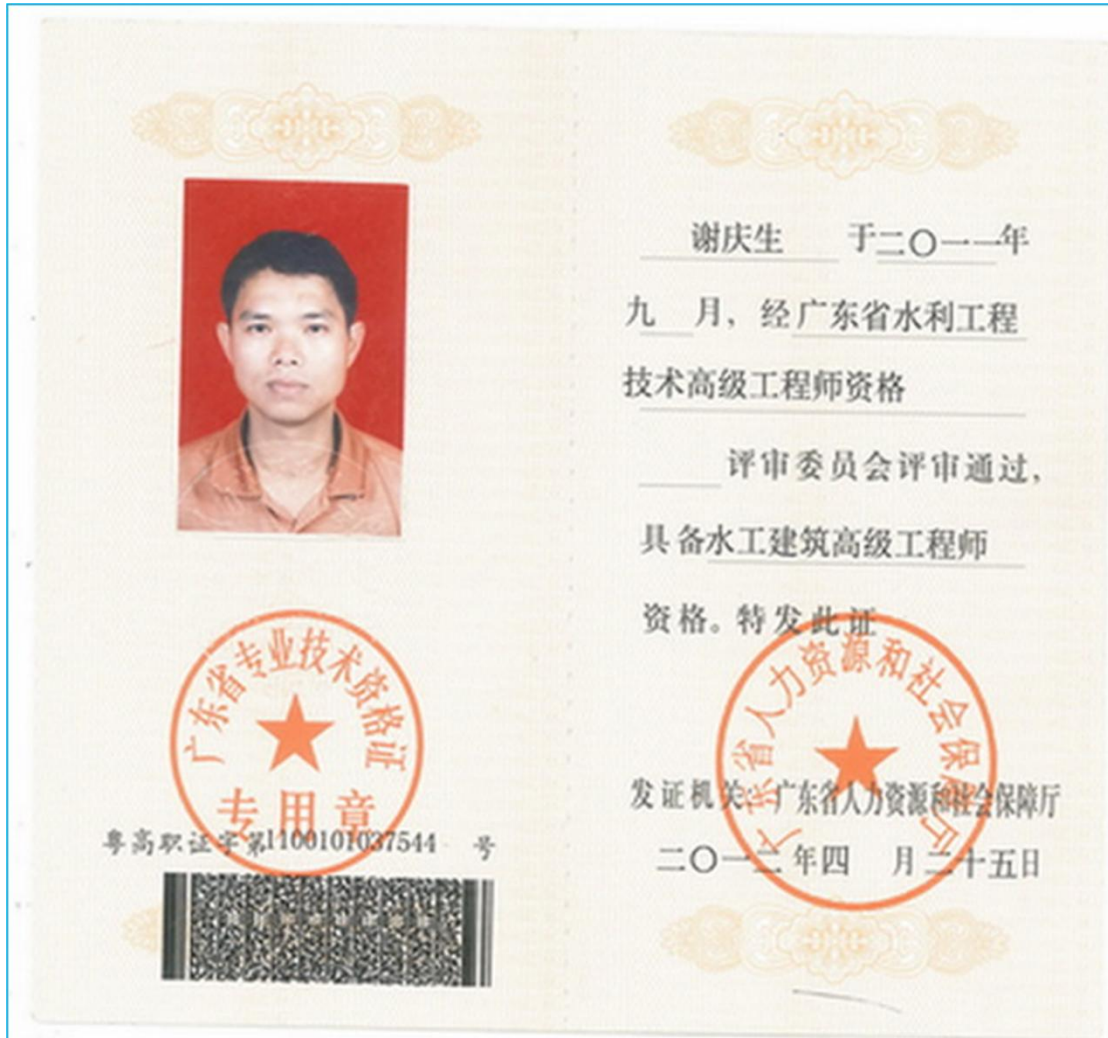 广东省专业技术资格证
专用章
粤高职证字第1100101037544 号
谢庆生 于二〇一一年
九 月，经广东省水利工程
技术高级工程师资格
评审委员会评审通过，
具备水工建筑高级工程师
资格。特发此证
广东省人力资源和社会保障厅
发证机关：广东省人力资源和社会保障厅
二〇一二年四 月二十五日